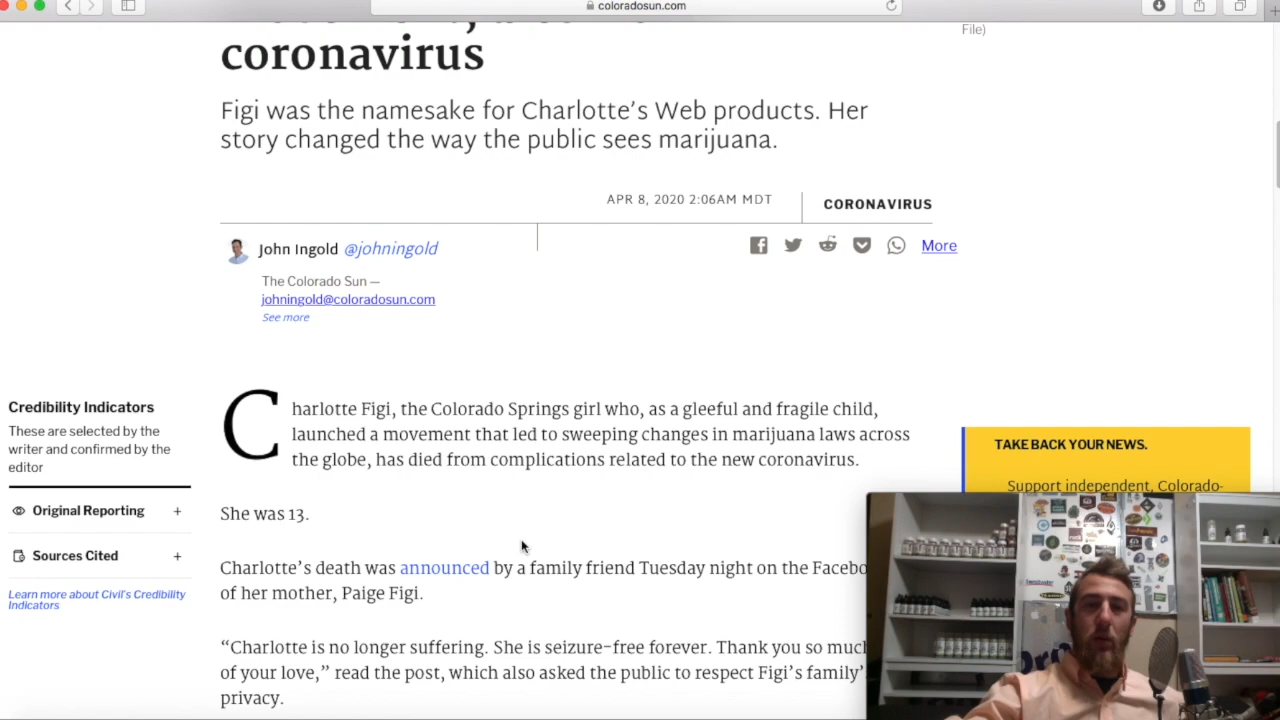 coloradosun.com
File)
coronavirus
Figi was the namesake for Charlotte’s Web products. Her
story changed the way the public sees marijuana.
APR 8, 2020 2:06AM MDT
CORONAVIRUS
John Ingold @johningold
More
The Colorado Sun —
johningold@coloradosun.com
See more
Credibility Indicators
These are selected by the
writer and confirmed by the
editor
Original Reporting +
Sources Cited +
Learn more about Civil's Credibility
Indicators
Charlotte Figi, the Colorado Springs girl who, as a gleeful and fragile child,
launched a movement that led to sweeping changes in marijuana laws across
the globe, has died from complications related to the new coronavirus.
She was 13.
Charlotte’s death was announced by a family friend Tuesday night on the Facebo
of her mother, Paige Figi.
“Charlotte is no longer suffering. She is seizure-free forever. Thank you so much
of your love,” read the post, which also asked the public to respect Figi’s family’
privacy.
TAKE BACK YOUR NEWS.
Support independent, Colorado-